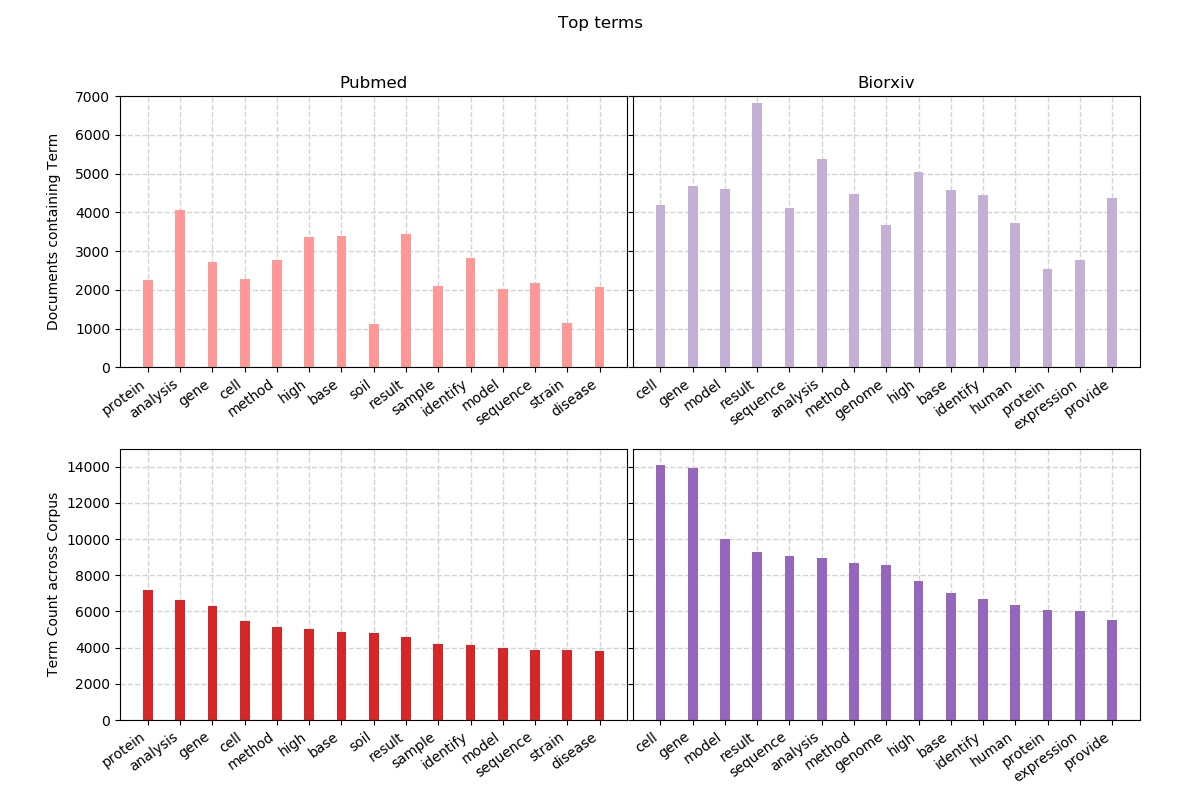 Top terms
Pubmed
Biorxiv
Documents containing Term
7000
6000
5000
4000
3000
2000
1000
0
protein analysis gene cell method high base soil result sample identify model sequence strain disease
cell gene model result sequence analysis method genome high base identify human protein expression provide
Term Count across Corpus
14000
12000
10000
8000
6000
4000
2000
0
protein analysis gene cell method high base soil result sample identify model sequence strain disease
cell gene model result sequence analysis method genome high base identify human protein expression provide